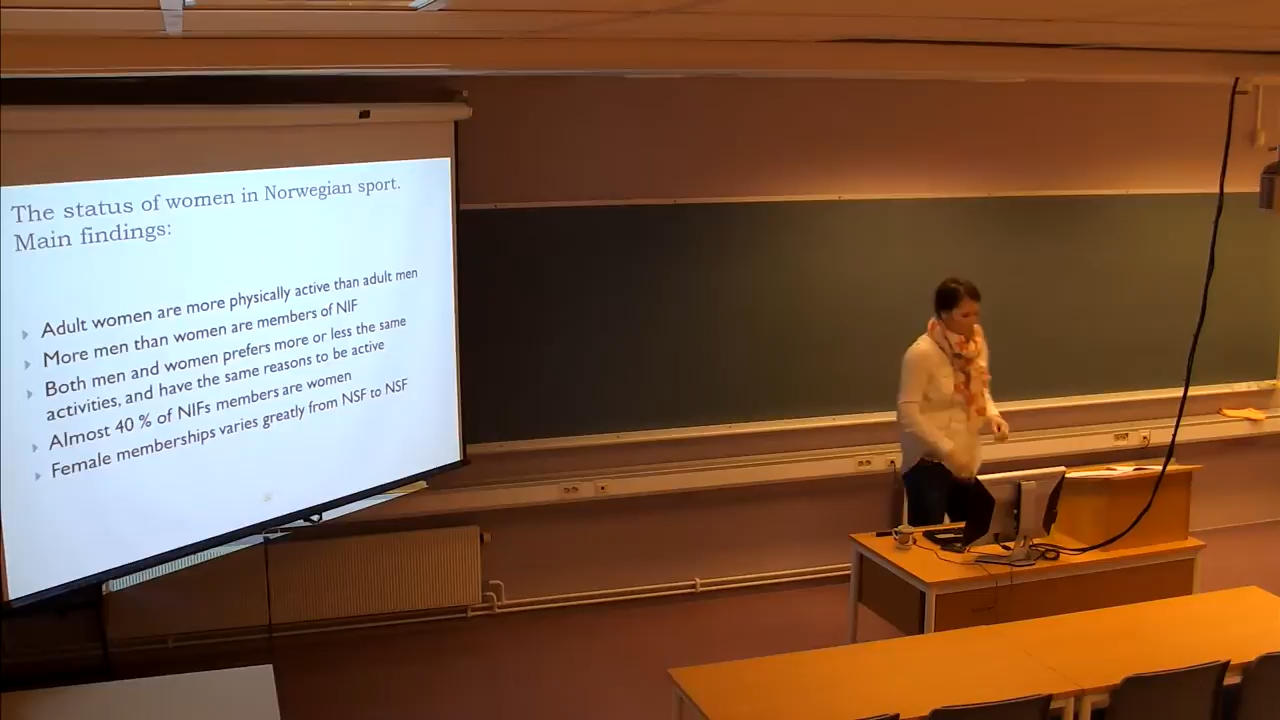 The status of women in Norwegian sport.
Main findings:
Adult women are more physically active than adult men
More men than women are members of NIF
Both men and women prefers more or less the same
activities, and have the same reasons to be active
Almost 40 % of NIFs members are women
Female memberships varies greatly from NSF to NSF